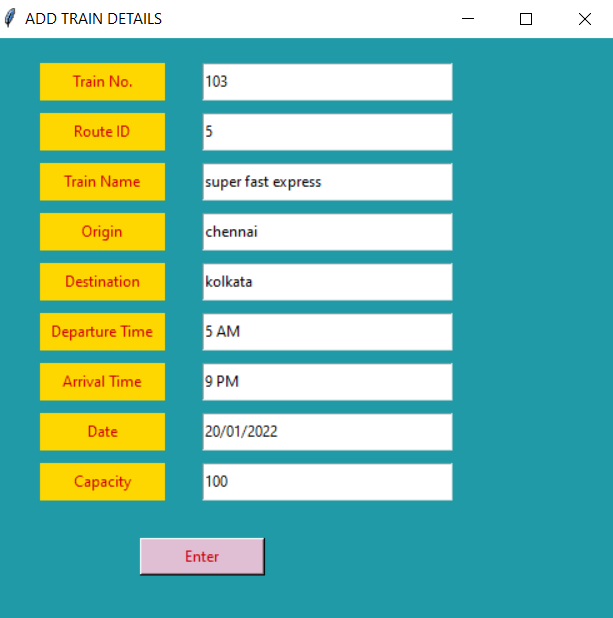 ADD TRAIN DETAILS
Train No. 103
Route ID 5
Train Name super fast express
Origin chennai
Destination kolkata
Departure Time 5 AM
Arrival Time 9 PM
Date 20/01/2022
Capacity 100
Enter